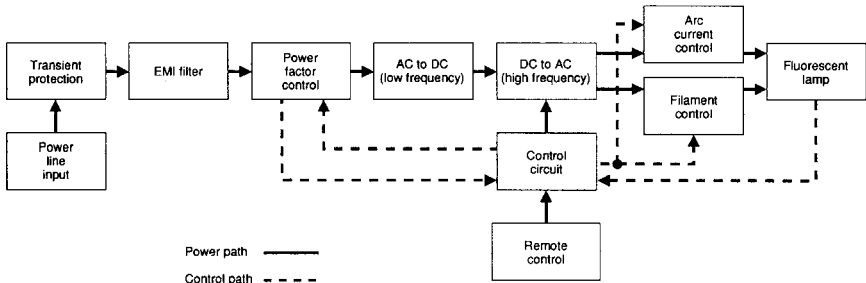 Transient
protection
EMI filter
Power
factor
control
AC to DC
(low frequency)
DC to AC
(high frequency)
Arc
current
control
Filament
control
Fluorescent
lamp
Power
line
input
Control
circuit
Remote
control
Power path
Control path